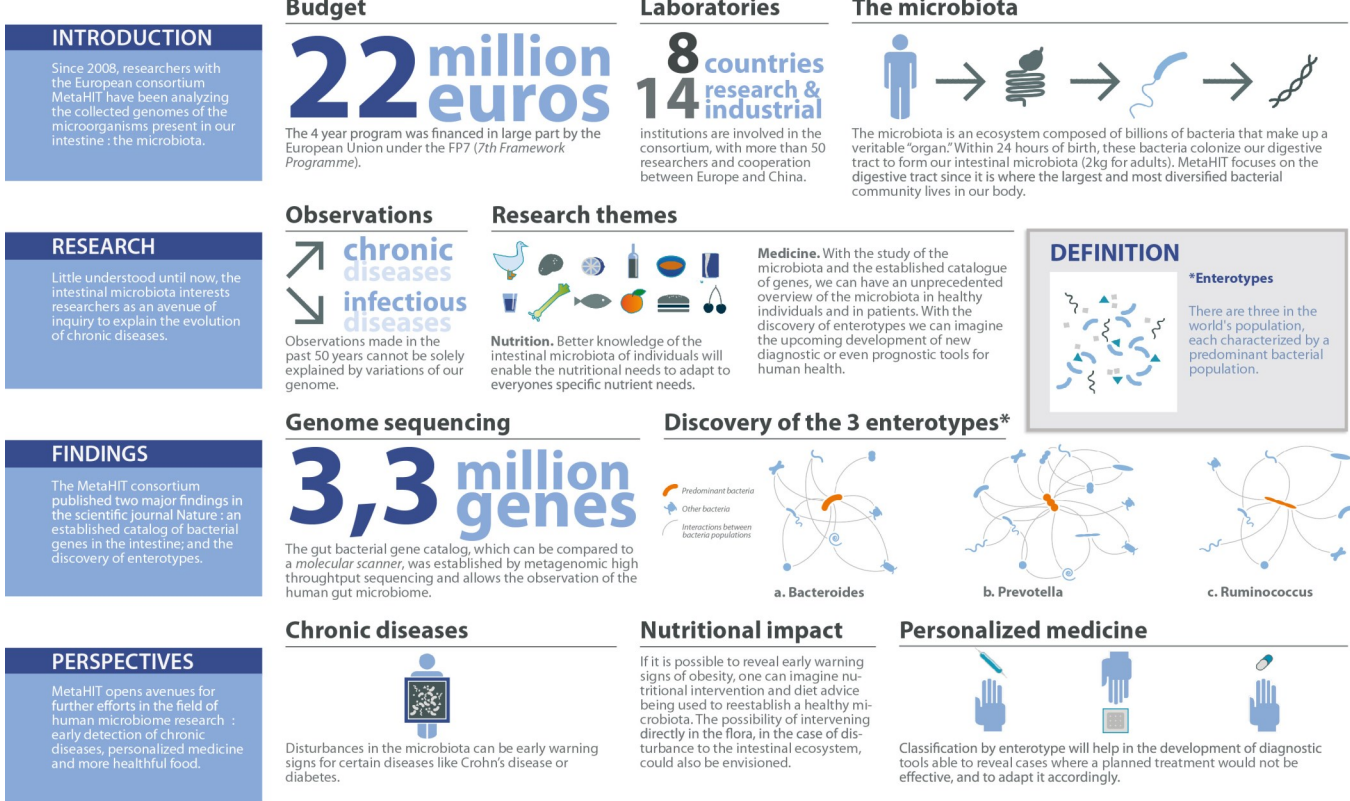 INTRODUCTION
Since 2008, researchers with
the European consortium
MetaHIT have been analyzing
the collected genomes of the
microorganisms present in our
intestine : the microbiota.
Budget
22 million
euros
The 4 year program was financed in large part by the
European Union under the FP7 (7th Framework
Programme).
Laboratories
8 countries
14 research &
industrial
institutions are involved in the
consortium, with more than 50
researchers and cooperation
between Europe and China.
The microbiota
The microbiota is an ecosystem composed of billions of bacteria that make up a
veritable “organ.” Within 24 hours of birth, these bacteria colonize our digestive
tract to form our intestinal microbiota (2kg for adults). MetaHIT focuses on the
digestive tract since it is where the largest and most diversified bacterial
community lives in our body.
RESEARCH
Little understood until now, the
intestinal microbiota interests
researchers as an avenue of
inquiry to explain the evolution
of chronic diseases.
Observations
chronic
diseases
infectious
diseases
Observations made in the
past 50 years cannot be solely
explained by variations of our
genome.
Research themes
Nutrition. Better knowledge of the
intestinal microbiota of individuals will
enable the nutritional needs to adapt to
everyones specific nutrient needs.
Medicine. With the study of the
microbiota and the established catalogue
of genes, we can have an unprecedented
overview of the microbiota in healthy
individuals and in patients. With the
discovery of enterotypes we can imagine
the upcoming development of new
diagnostic or even prognostic tools for
human health.
DEFINITION
*Enterotypes
There are three in the
world's population,
each characterized by a
predominant bacterial
population.
FINDINGS
The MetaHIT consortium
published two major findings in
the scientific journal Nature : an
established catalog of bacterial
genes in the intestine; and the
discovery of enterotypes.
Genome sequencing
3,3 million
genes
The gut bacterial gene catalog, which can be compared to
a molecular scanner, was established by metagenomic high
throughtput sequencing and allows the observation of the
human gut microbiome.
Discovery of the 3 enterotypes*
Predominant bacteria
Other bacteria
Interactions between
bacteria populations
a. Bacteroides
b. Prevotella
c. Ruminococcus
PERSPECTIVES
MetaHIT opens avenues for
further efforts in the field of
human microbiome research :
early detection of chronic
diseases, personalized medicine
and more healthful food.
Chronic diseases
Disturbances in the microbiota can be early warning
signs for certain diseases like Crohn's disease or
diabetes.
Nutritional impact
If it is possible to reveal early warning
signs of obesity, one can imagine nu-
tritional intervention and diet advice
being used to reestablish a healthy mi-
crobiota. The possibility of intervening
directly in the flora, in the case of dis-
turbance to the intestinal ecosystem,
could also be envisioned.
Personalized medicine
Classification by enterotype will help in the development of diagnostic
tools able to reveal cases where a planned treatment would not be
effective, and to adapt it accordingly.